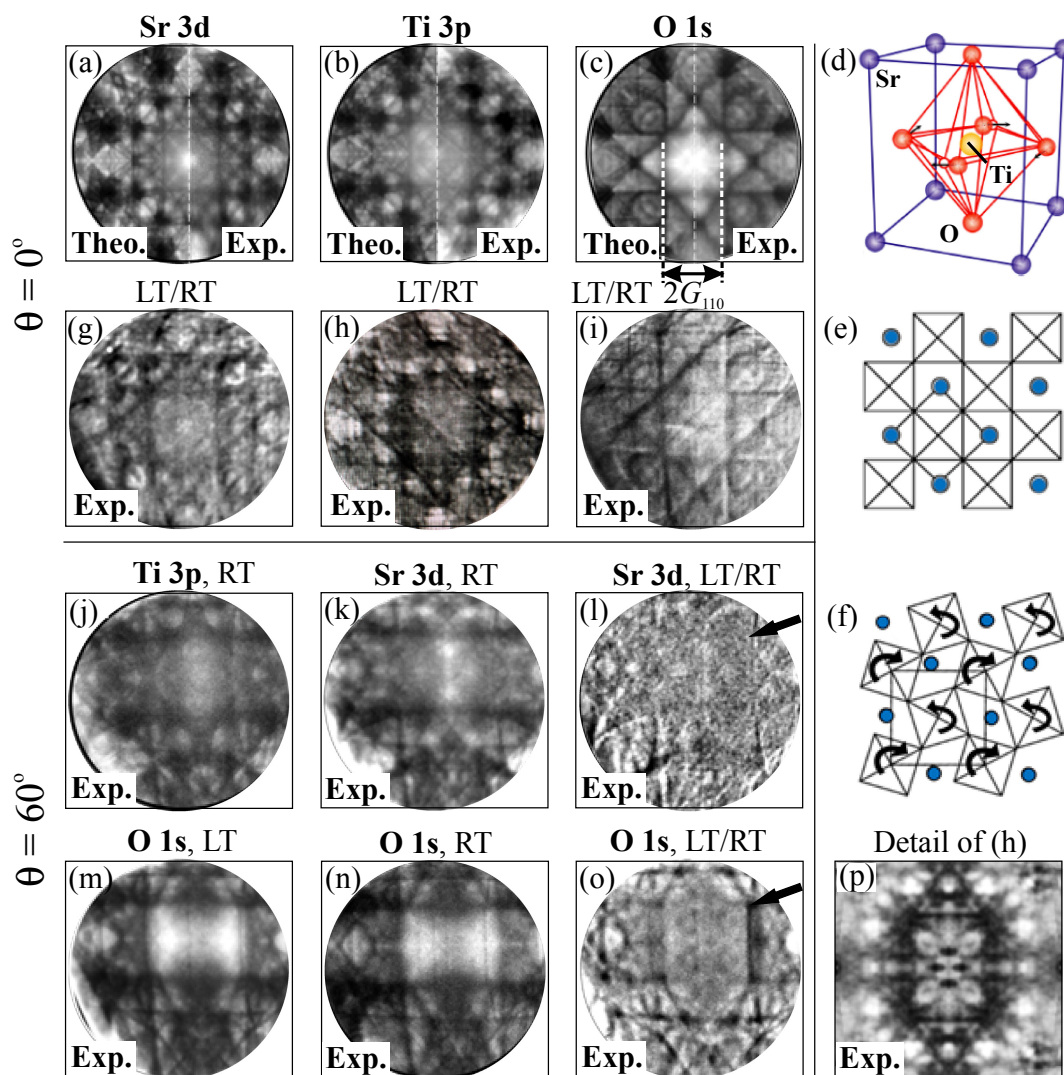 Sr 3d Ti 3p O 1s
(a) (b) (c) (d)
Sr
Ti
O
Theo. Exp. Theo. Exp. Theo. Exp.
θ = 0°
LT/RT LT/RT LT/RT 2G110
(g) (h) (i) (e)
Exp. Exp. Exp.
Ti 3p, RT Sr 3d, RT Sr 3d, LT/RT
(j) (k) (l) (f)
Exp. Exp. Exp.
θ = 60°
O 1s, LT O 1s, RT O 1s, LT/RT Detail of (h)
(m) (n) (o) (p)
Exp. Exp. Exp. Exp.